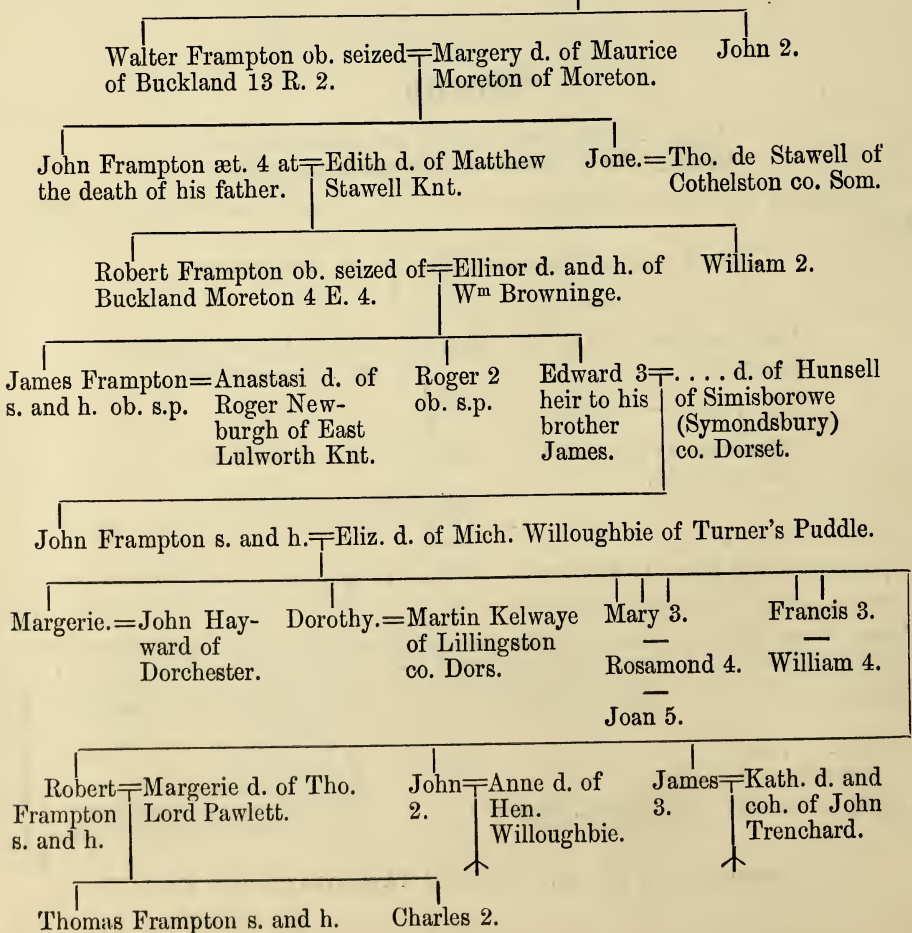 Walter Frampton ob. seized=Margery d. of Maurice John 2.
of Buckland 13 R. 2. Moreton of Moreton.
John Frampton æt. 4 at=Edith d. of Matthew Jone.=Tho. de Stawell of
the death of his father. Stawell Knt. Cothelston co. Som.
Robert Frampton ob. seized of=Ellinor d. and h. of William 2.
Buckland Moreton 4 E. 4. Wm Browninge.
James Frampton=Anastasi d. of Roger 2 Edward 3=. . . . d. of Hunsell
s. and h. ob. s.p. Roger New- ob. s.p. heir to his of Simisborowe
burgh of East brother (Symondsbury)
Lulworth Knt. James. co. Dorset.
John Frampton s. and h.=Eliz. d. of Mich. Willoughbie of Turner's Puddle.
Margerie.=John Hay- Dorothy.=Martin Kelwaye Mary 3. Francis 3.
ward of of Lillingston — —
Dorchester. co. Dors. Rosamond 4. William 4.
—
Joan 5.
Robert=Margerie d. of Tho. John=Anne d. of James=Kath. d. and
Frampton Lord Pawlett. 2. Hen. 3. coh. of John
s. and h. Willoughbie. Trenchard.
Thomas Frampton s. and h. Charles 2.